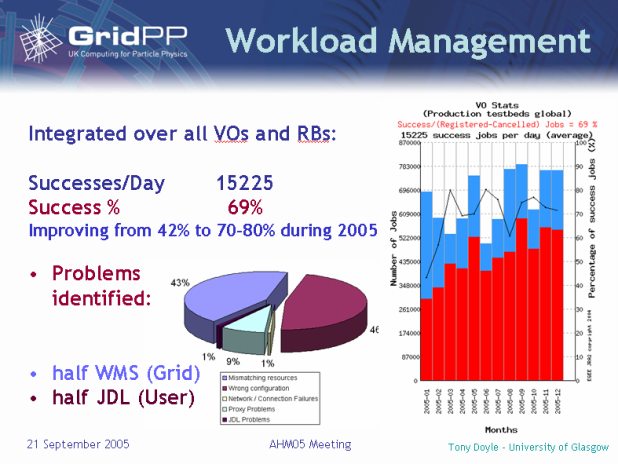 GridPP
UK Computing for Particle Physics
Workload Management
Integrated over all VOs and RBs:
Successes/Day 15225
Success % 69%
Improving from 42% to 70-80% during 2005
• Problems
identified:
43%
46
1%
9%
1%
Mismatching resources
Wrong configuration
Network / Connection Failures
Proxy Problems
JDL Problems
• half WMS (Grid)
• half JDL (User)
VO Stats
(Production testbeds global)
Success/(Registered-Cancelled) Jobs = 69 %
15225 success jobs per day (average)
Number of Jobs
870000
783000
696000
609000
522000
435000
348000
261000
174000
87000
0
Percentage of success jobs (%)
100
90
80
70
60
50
40
30
20
10
0
2005-01
2005-02
2005-03
2005-04
2005-05
2005-06
2005-07
2005-08
2005-09
2005-10
2005-11
2005-12
Months
EGEE JRA2 copyright 2004
21 September 2005
AHM05 Meeting
Tony Doyle - University of Glasgow